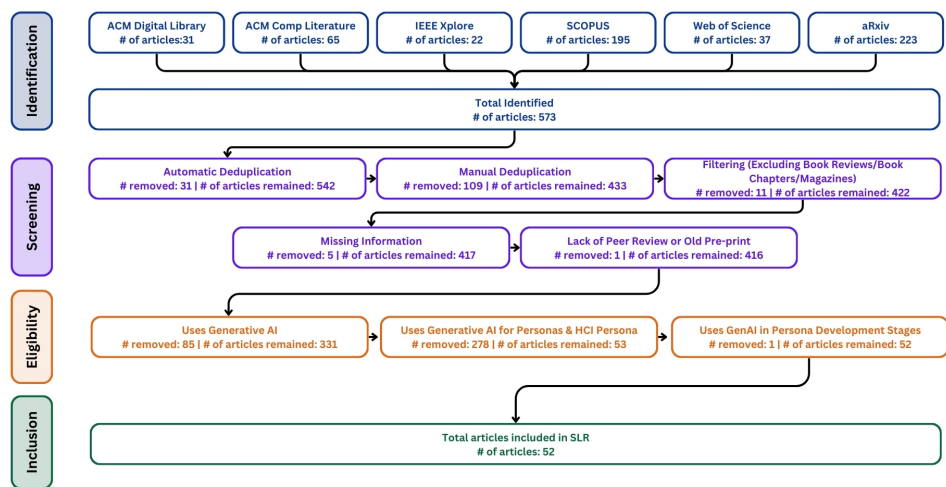 Identification
ACM Digital Library
# of articles:31
ACM Comp Literature
# of articles: 65
IEEE Xplore
# of articles: 22
SCOPUS
# of articles: 195
Web of Science
# of articles: 37
aRxiv
# of articles: 223
Total Identified
# of articles: 573
Screening
Automatic Deduplication
# removed: 31 | # of articles remained: 542
Manual Deduplication
# removed: 109 | # of articles remained: 433
Filtering (Excluding Book Reviews/Book
Chapters/Magazines)
# removed: 11 | # of articles remained: 422
Missing Information
# removed: 5 | # of articles remained: 417
Lack of Peer Review or Old Pre-print
# removed: 1 | # of articles remained: 416
Eligibility
Uses Generative AI
# removed: 85 | # of articles remained: 331
Uses Generative AI for Personas & HCI Persona
# removed: 278 | # of articles remained: 53
Uses GenAI in Persona Development Stages
# removed: 1 | # of articles remained: 52
Inclusion
Total articles included in SLR
# of articles: 52